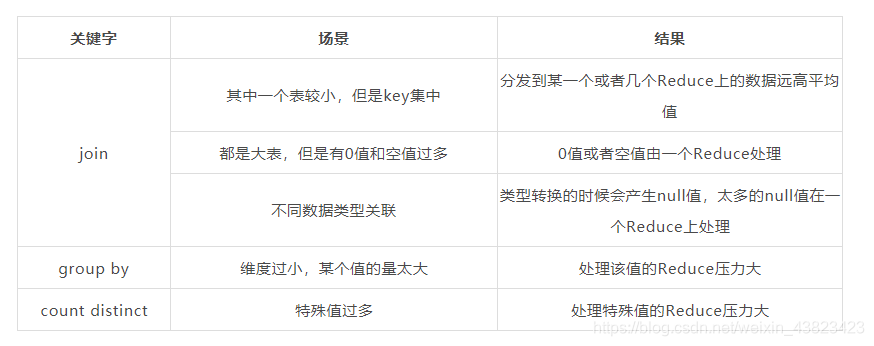 关键字 场景 结果
其中一个表较小，但是key集中 分发到某一个或者几个Reduce上的数据远高平均
值
join 都是大表，但是有0值和空值过多 0值或者空值由一个Reduce处理
不同数据类型关联 类型转换的时候会产生null值，太多的null值在一
个Reduce上处理
group by 维度过小，某个值的量太大 处理该值的Reduce压力大
count distinct 特殊值过多 处理特殊值的Reduce压力大
https://blog.csdn.net/weixin_43823423